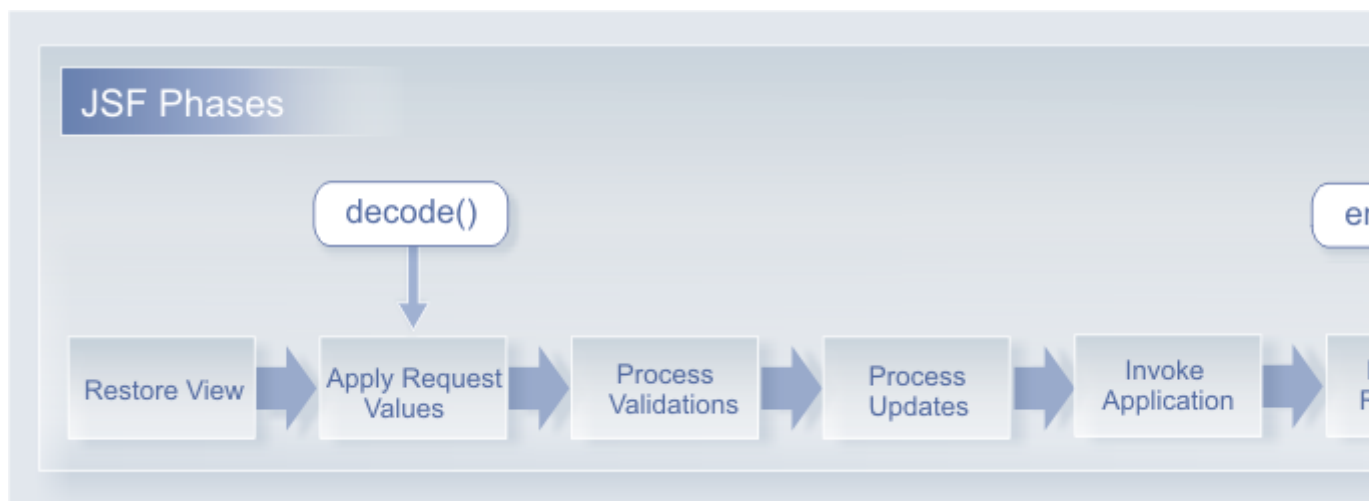 JSF Phases
decode()
Restore View
Apply Request
Values
Process
Validations
Process
Updates
Invoke
Application